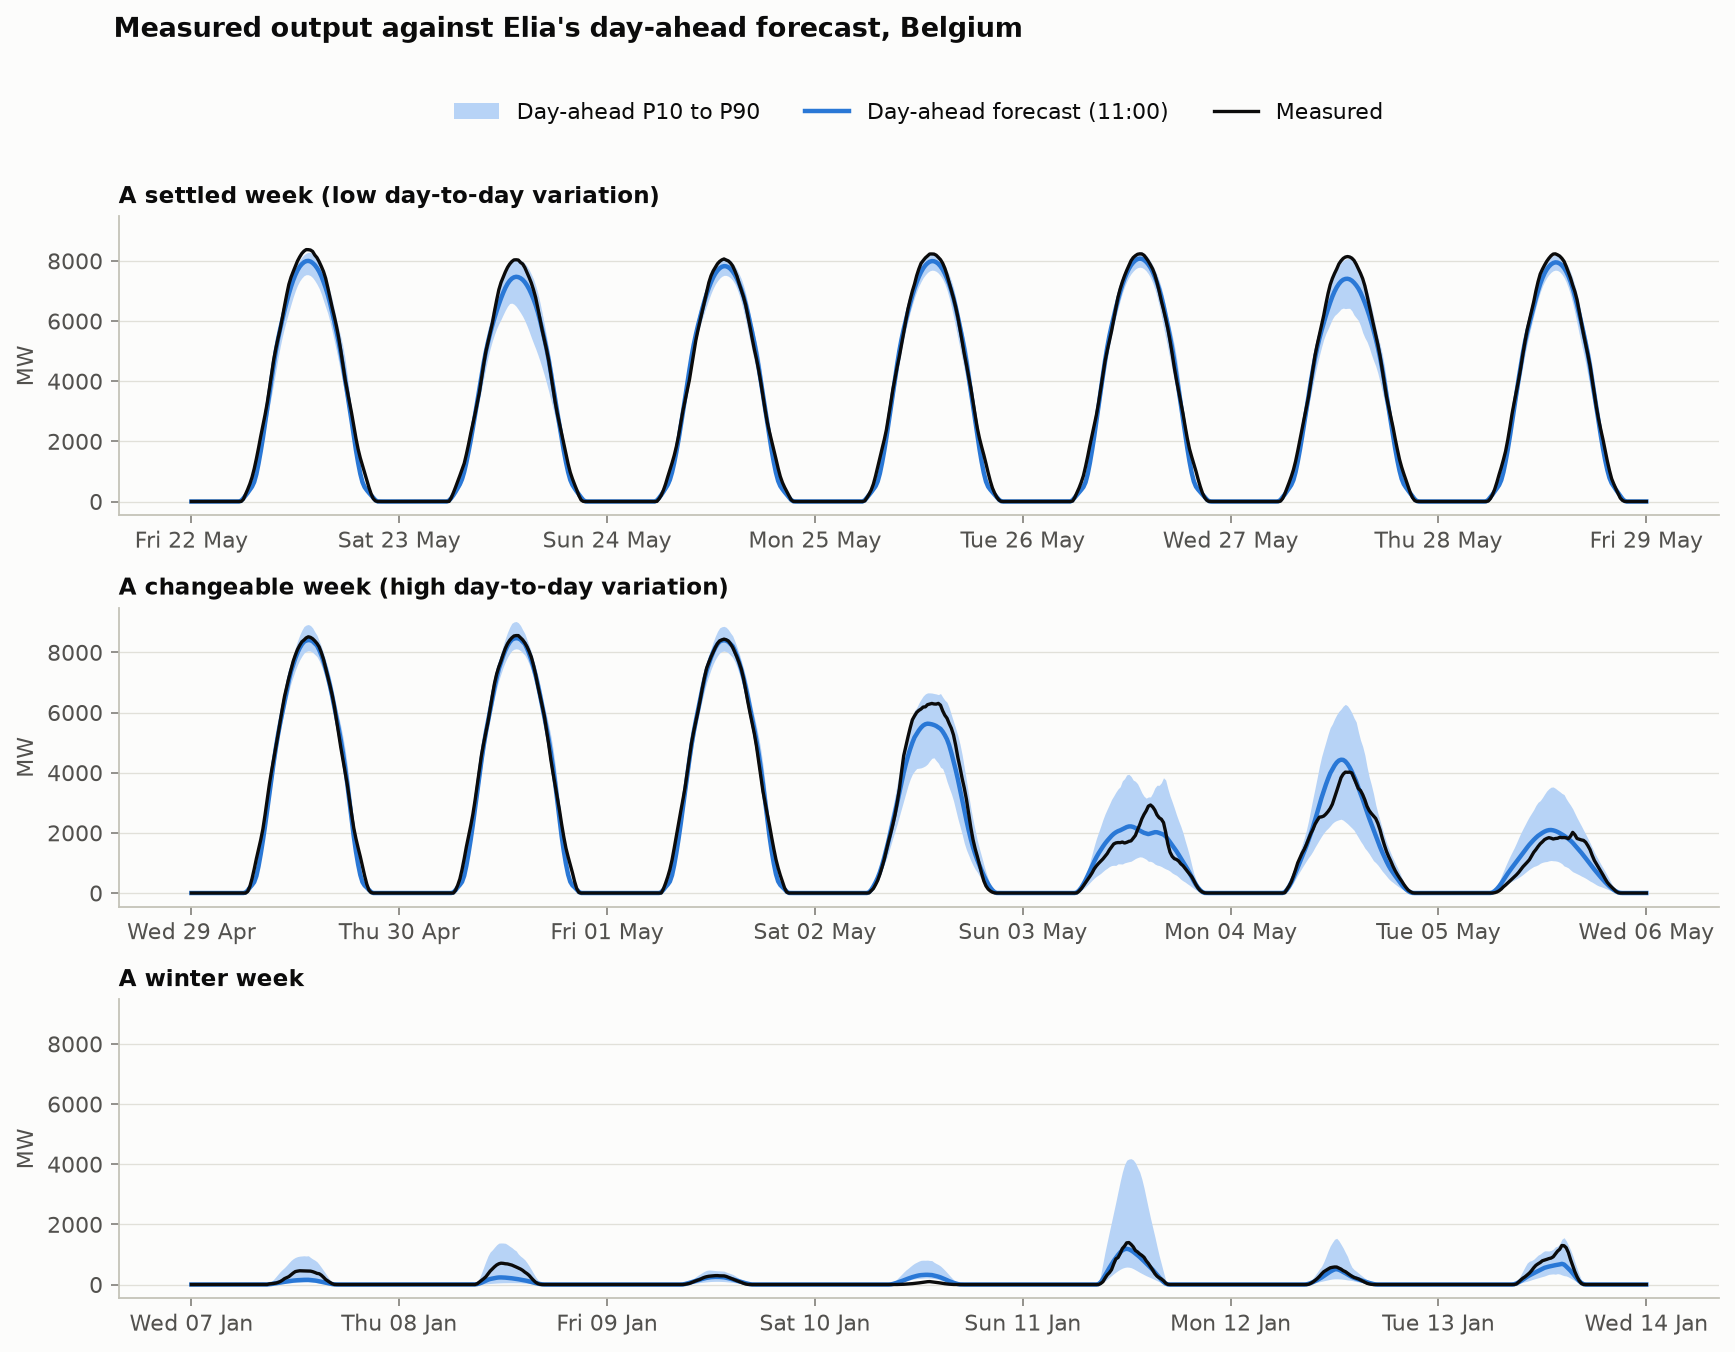 Measured output against Elia's day-ahead forecast, Belgium
Day-ahead P10 to P90 Day-ahead forecast (11:00) Measured
A settled week (low day-to-day variation)
MW
8000
6000
4000
2000
0
Fri 22 May Sat 23 May Sun 24 May Mon 25 May Tue 26 May Wed 27 May Thu 28 May Fri 29 May
A changeable week (high day-to-day variation)
MW
8000
6000
4000
2000
0
Wed 29 Apr Thu 30 Apr Fri 01 May Sat 02 May Sun 03 May Mon 04 May Tue 05 May Wed 06 May
A winter week
MW
8000
6000
4000
2000
0
Wed 07 Jan Thu 08 Jan Fri 09 Jan Sat 10 Jan Sun 11 Jan Mon 12 Jan Tue 13 Jan Wed 14 Jan